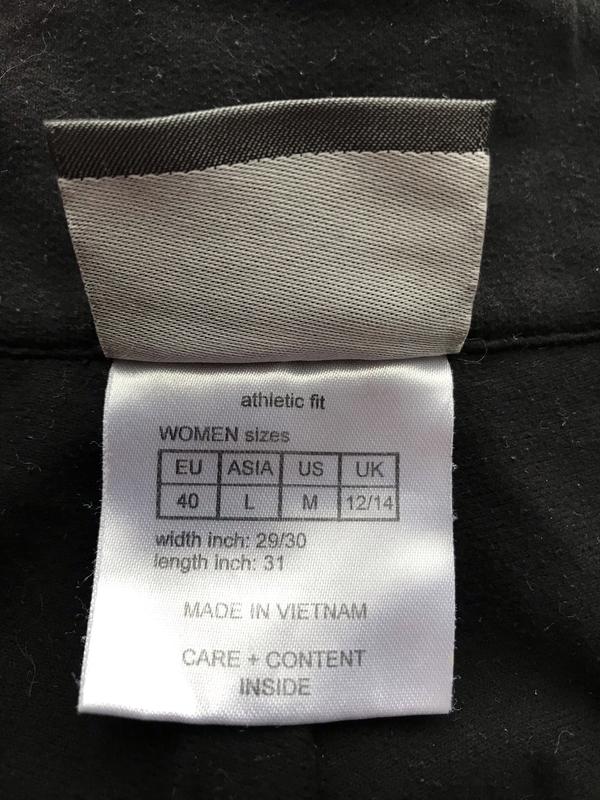 athletic fit
WOMEN sizes
EU ASIA US UK
40 L M 12/14
width inch: 29/30
length inch: 31
MADE IN VIETNAM
CARE + CONTENT
INSIDE